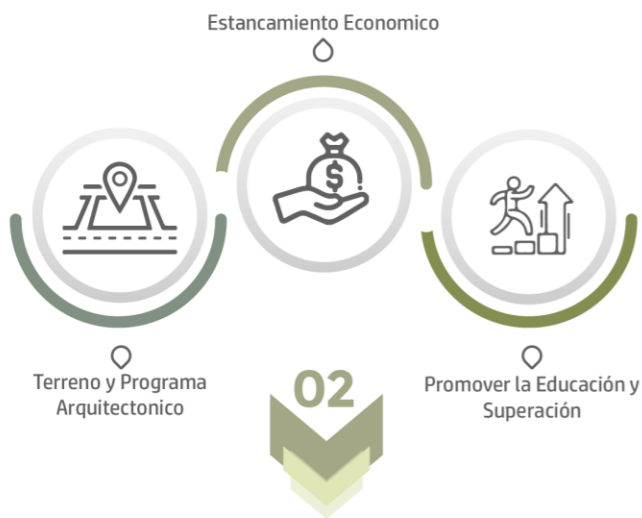 Estancamiento Economico
$
Terreno y Programa
Arquitectonico
02
Promover la Educación y
Superación